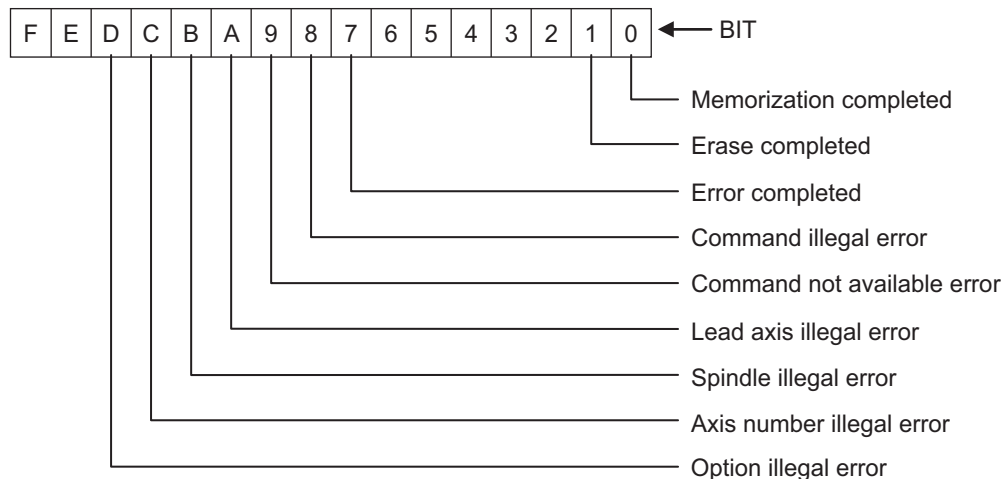 F E D C B A 9 8 7 6 5 4 3 2 1 0 BIT
Memorization completed
Erase completed
Error completed
Command illegal error
Command not available error
Lead axis illegal error
Spindle illegal error
Axis number illegal error
Option illegal error